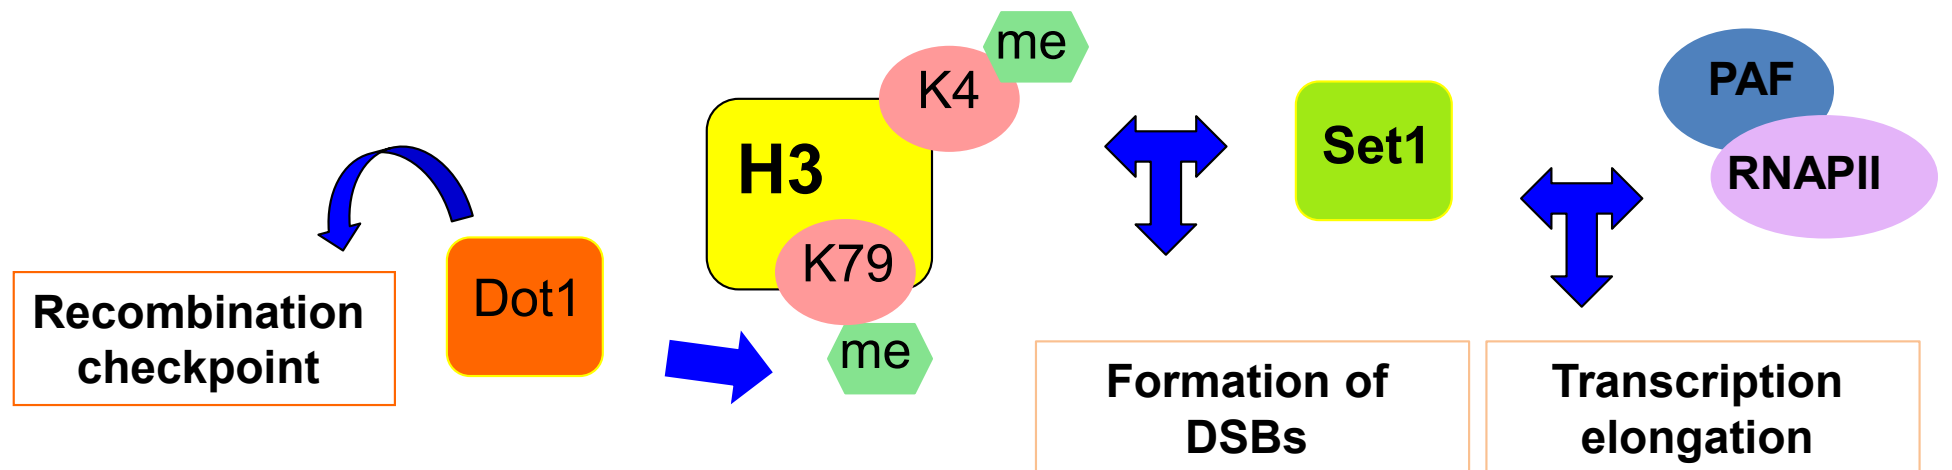 me
K4
H3
K79
me
Dot1
Recombination
checkpoint
Set1
PAF
RNAPII
Formation of
DSBs
Transcription
elongation